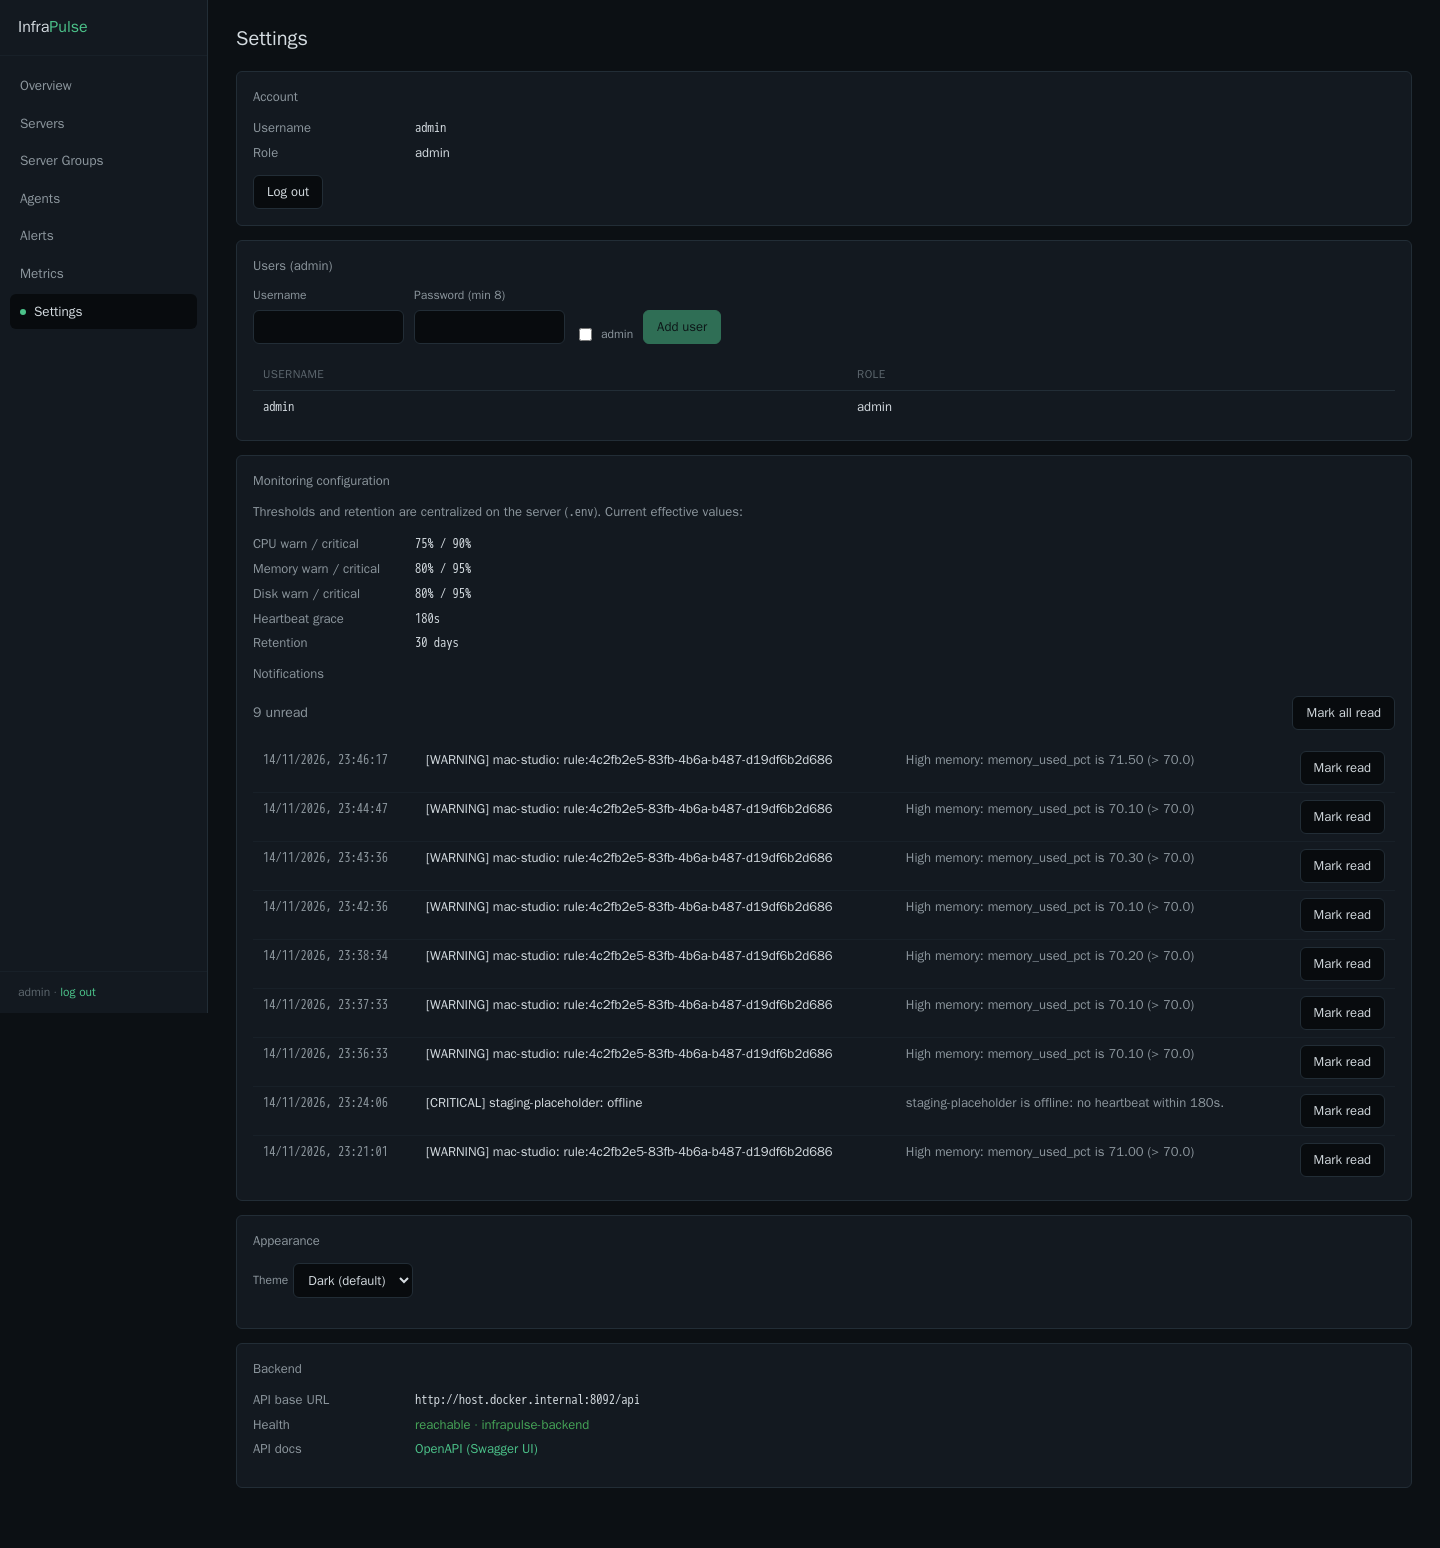 InfraPulse
Overview
Servers
Server Groups
Agents
Alerts
Metrics
Settings
admin · log out
Settings
Account
Username admin
Role admin
Log out
Users (admin)
Username Password (min 8)
admin Add user
USERNAME ROLE
admin admin
Monitoring configuration
Thresholds and retention are centralized on the server (.env). Current effective values:
CPU warn / critical 75% / 90%
Memory warn / critical 80% / 95%
Disk warn / critical 80% / 95%
Heartbeat grace 180s
Retention 30 days
Notifications
9 unread Mark all read
14/11/2026, 23:46:17 [WARNING] mac-studio: rule:4c2fb2e5-83fb-4b6a-b487-d19df6b2d686 High memory: memory_used_pct is 71.50 (> 70.0) Mark read
14/11/2026, 23:44:47 [WARNING] mac-studio: rule:4c2fb2e5-83fb-4b6a-b487-d19df6b2d686 High memory: memory_used_pct is 70.10 (> 70.0) Mark read
14/11/2026, 23:43:36 [WARNING] mac-studio: rule:4c2fb2e5-83fb-4b6a-b487-d19df6b2d686 High memory: memory_used_pct is 70.30 (> 70.0) Mark read
14/11/2026, 23:42:36 [WARNING] mac-studio: rule:4c2fb2e5-83fb-4b6a-b487-d19df6b2d686 High memory: memory_used_pct is 70.10 (> 70.0) Mark read
14/11/2026, 23:38:34 [WARNING] mac-studio: rule:4c2fb2e5-83fb-4b6a-b487-d19df6b2d686 High memory: memory_used_pct is 70.20 (> 70.0) Mark read
14/11/2026, 23:37:33 [WARNING] mac-studio: rule:4c2fb2e5-83fb-4b6a-b487-d19df6b2d686 High memory: memory_used_pct is 70.10 (> 70.0) Mark read
14/11/2026, 23:36:33 [WARNING] mac-studio: rule:4c2fb2e5-83fb-4b6a-b487-d19df6b2d686 High memory: memory_used_pct is 70.10 (> 70.0) Mark read
14/11/2026, 23:24:06 [CRITICAL] staging-placeholder: offline staging-placeholder is offline: no heartbeat within 180s. Mark read
14/11/2026, 23:21:01 [WARNING] mac-studio: rule:4c2fb2e5-83fb-4b6a-b487-d19df6b2d686 High memory: memory_used_pct is 71.00 (> 70.0) Mark read
Appearance
Theme Dark (default)
Backend
API base URL http://host.docker.internal:8092/api
Health reachable · infrapulse-backend
API docs OpenAPI (Swagger UI)